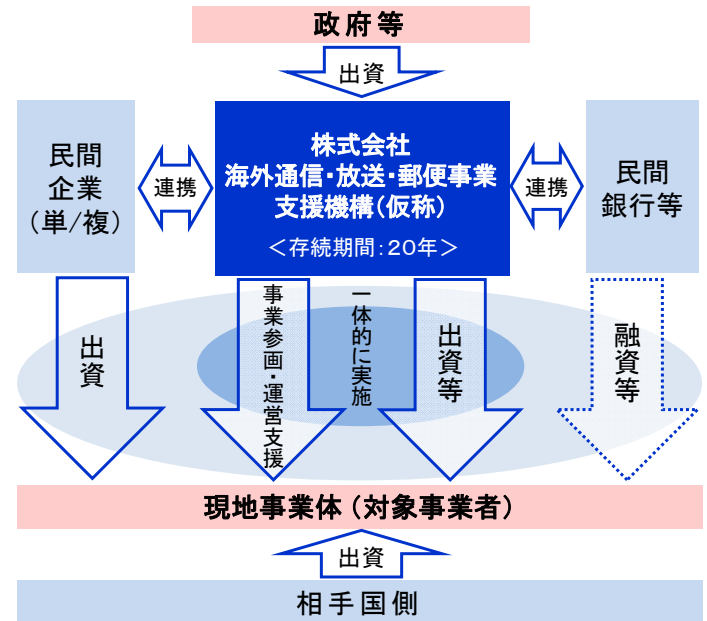 政府等
出資
民間
企業
（単/複）
連携
株式会社
海外通信・放送・郵便事業
支援機構（仮称）
＜存続期間：２０年＞
連携
民間
銀行等
出資
事業参画・運営支援
一体的に実施
出資等
融資等
現地事業体（対象事業者）
出資
相手国側